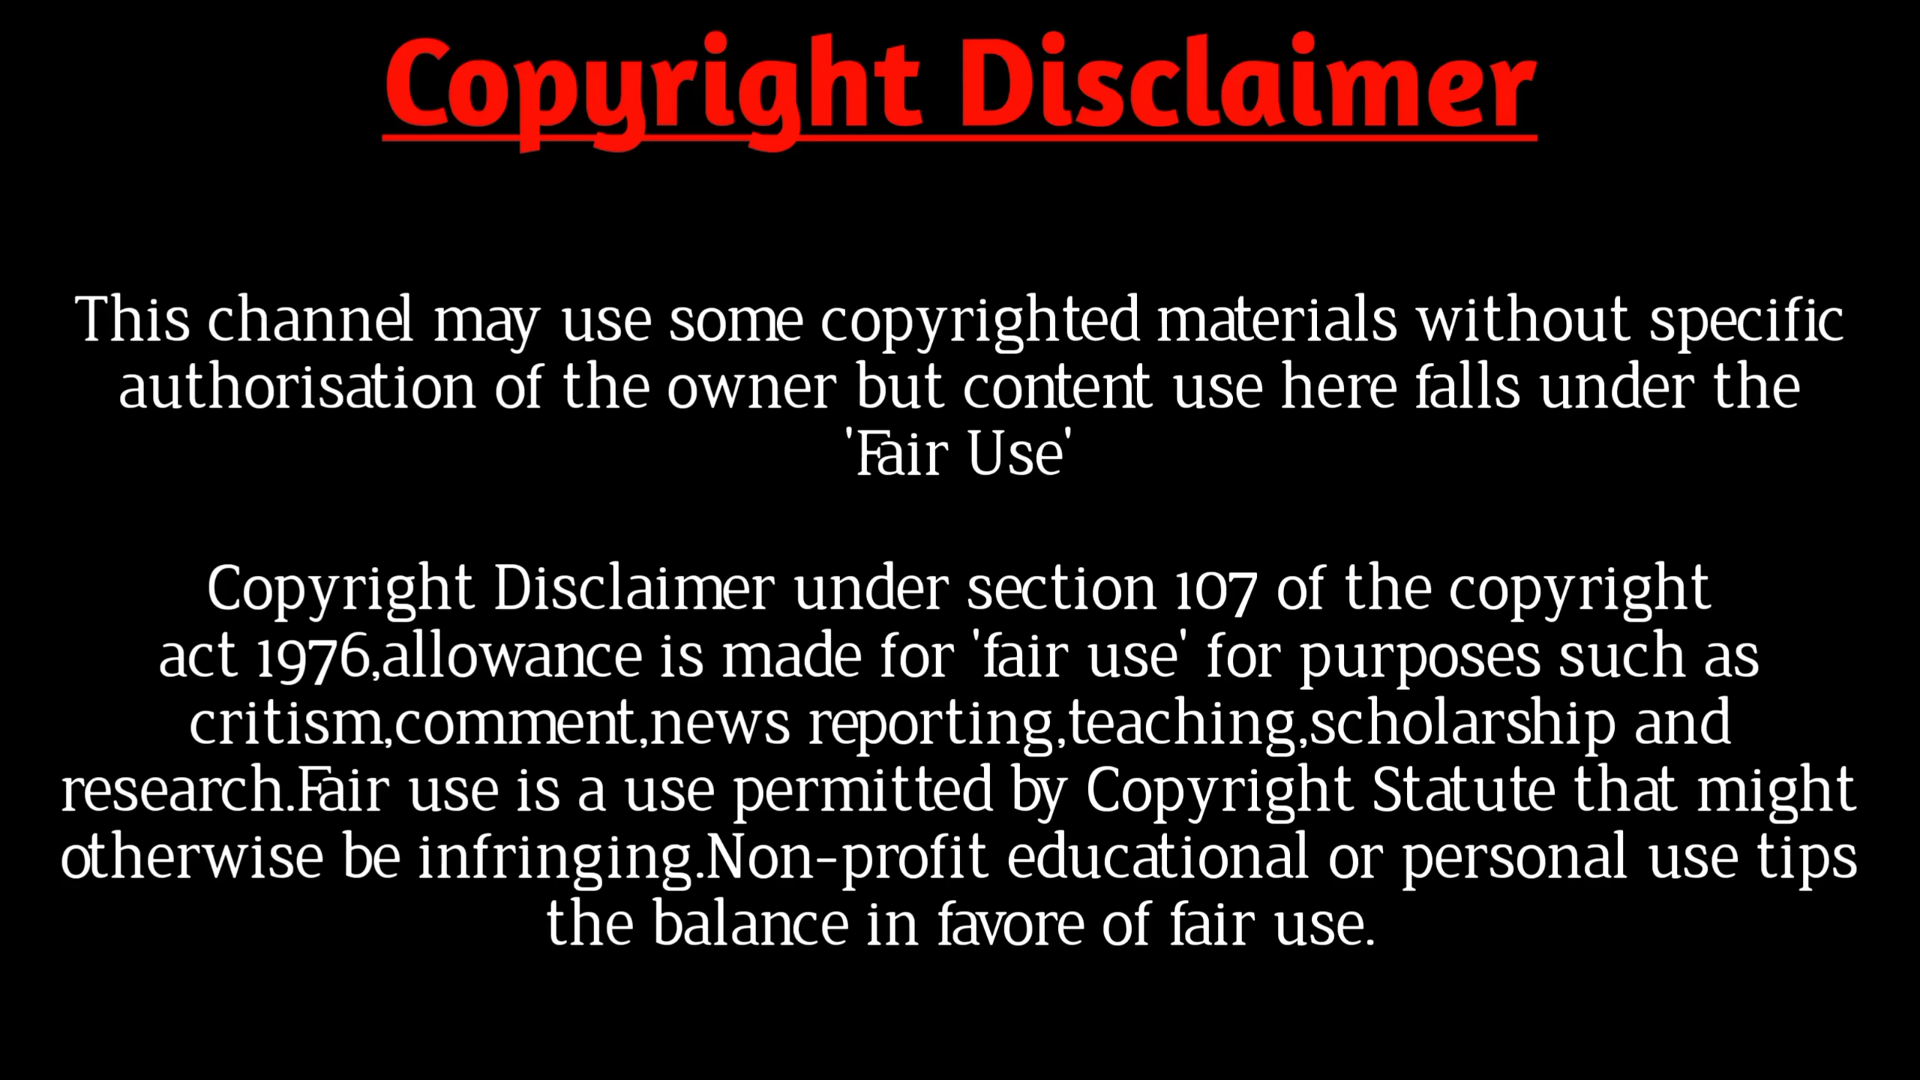 Copyright Disclaimer
This channel may use some copyrighted materials without specific
authorisation of the owner but content use here falls under the
'Fair Use'
Copyright Disclaimer under section 107 of the copyright
act 1976,allowance is made for 'fair use' for purposes such as
critism,comment,news reporting,teaching,scholarship and
research.Fair use is a use permitted by Copyright Statute that might
otherwise be infringing.Non-profit educational or personal use tips
the balance in favore of fair use.